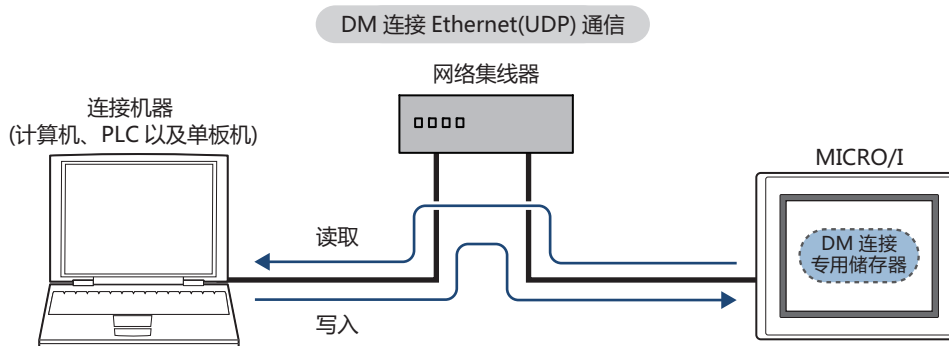 DM 连接 Ethernet(UDP) 通信
网络集线器
连接机器
(计算机、PLC 以及单板机)
MICRO/I
读取
DM 连接
专用储存器
写入